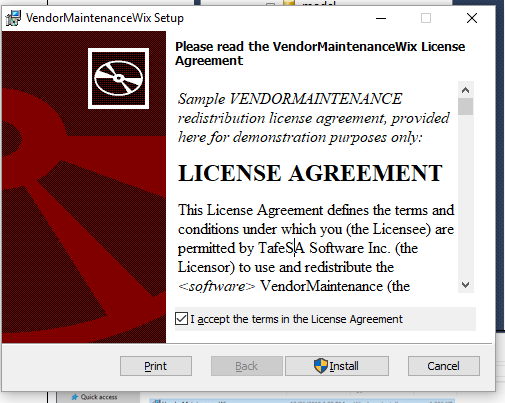 model
VendorMaintenanceWix Setup
Please read the VendorMaintenanceWix License
Agreement
Sample VENDORMAINTENANCE
redistribution license agreement, provided
here for demonstration purposes only:
LICENSE AGREEMENT
This License Agreement defines the terms and
conditions under which you (the Licensee) are
permitted by TafeSA Software Inc. (the
Licensor) to use and redistribute the
<software> VendorMaintenance (the
I accept the terms in the License Agreement
Print
Back
Install
Cancel
Quick access